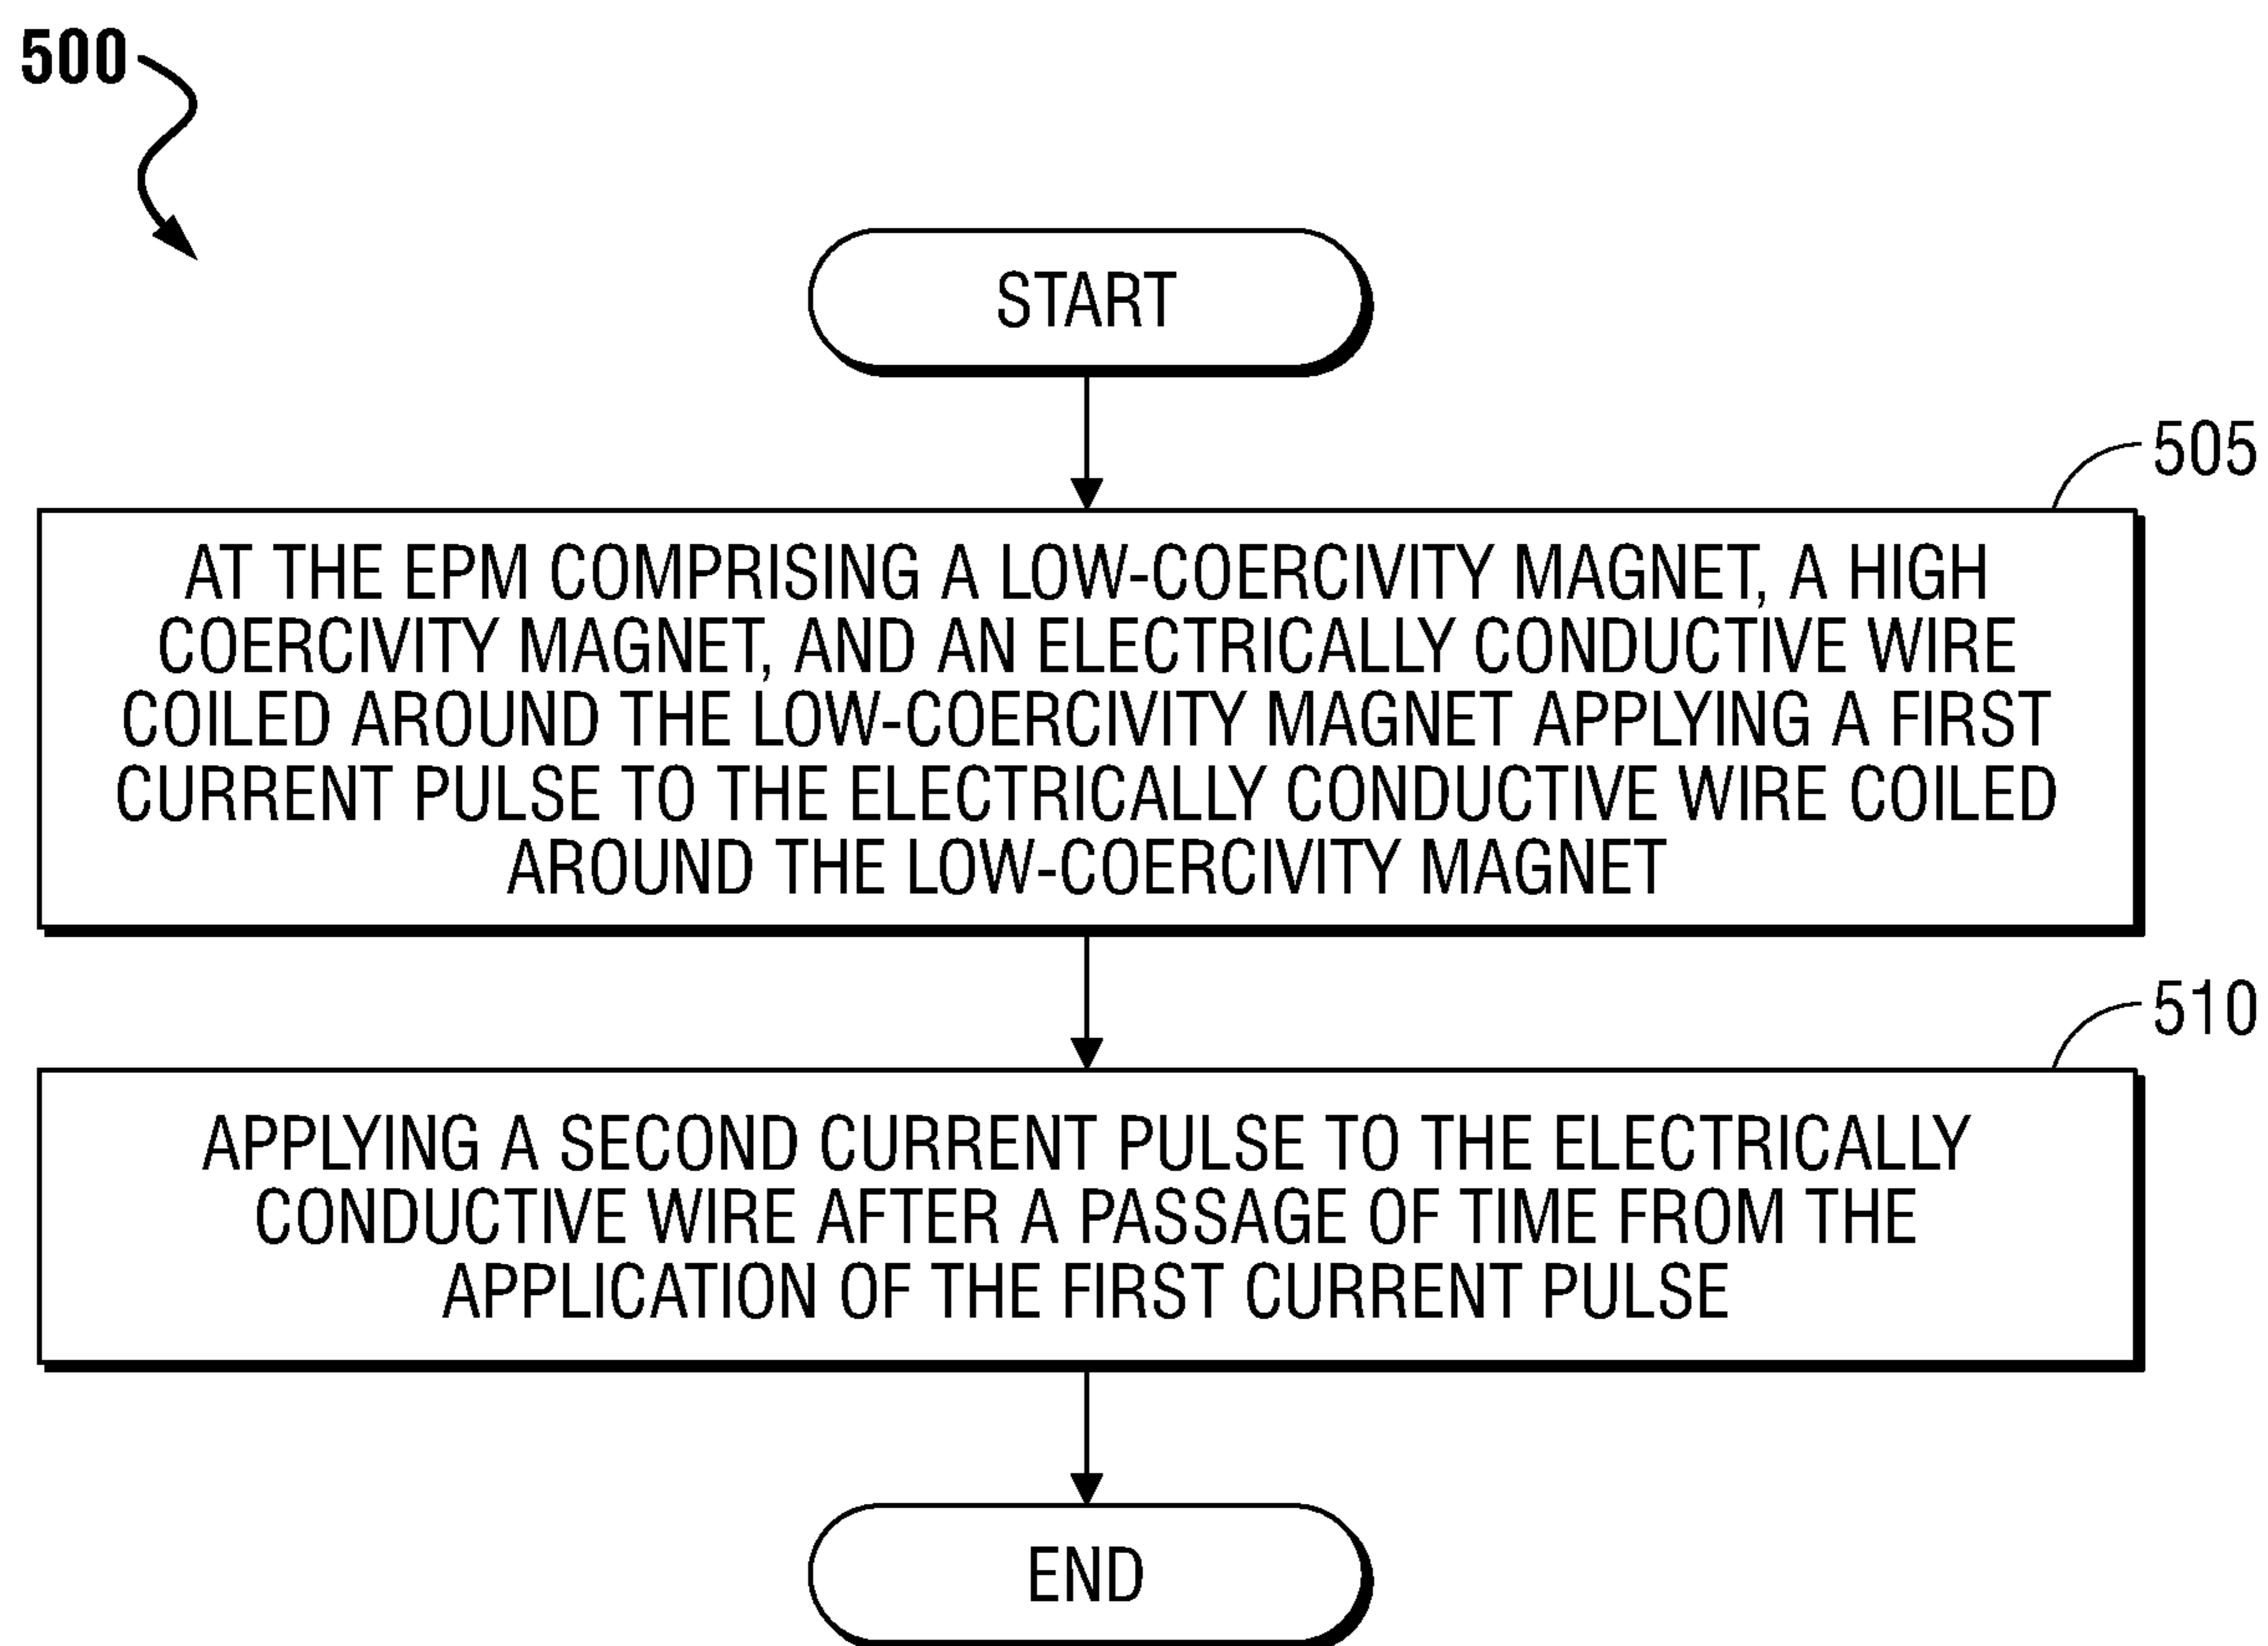 500
START
505
AT THE EPM COMPRISING A LOW-COERCIVITY MAGNET, A HIGH
COERCIVITY MAGNET, AND AN ELECTRICALLY CONDUCTIVE WIRE
COILED AROUND THE LOW-COERCIVITY MAGNET APPLYING A FIRST
CURRENT PULSE TO THE ELECTRICALLY CONDUCTIVE WIRE COILED
AROUND THE LOW-COERCIVITY MAGNET
510
APPLYING A SECOND CURRENT PULSE TO THE ELECTRICALLY
CONDUCTIVE WIRE AFTER A PASSAGE OF TIME FROM THE
APPLICATION OF THE FIRST CURRENT PULSE
END